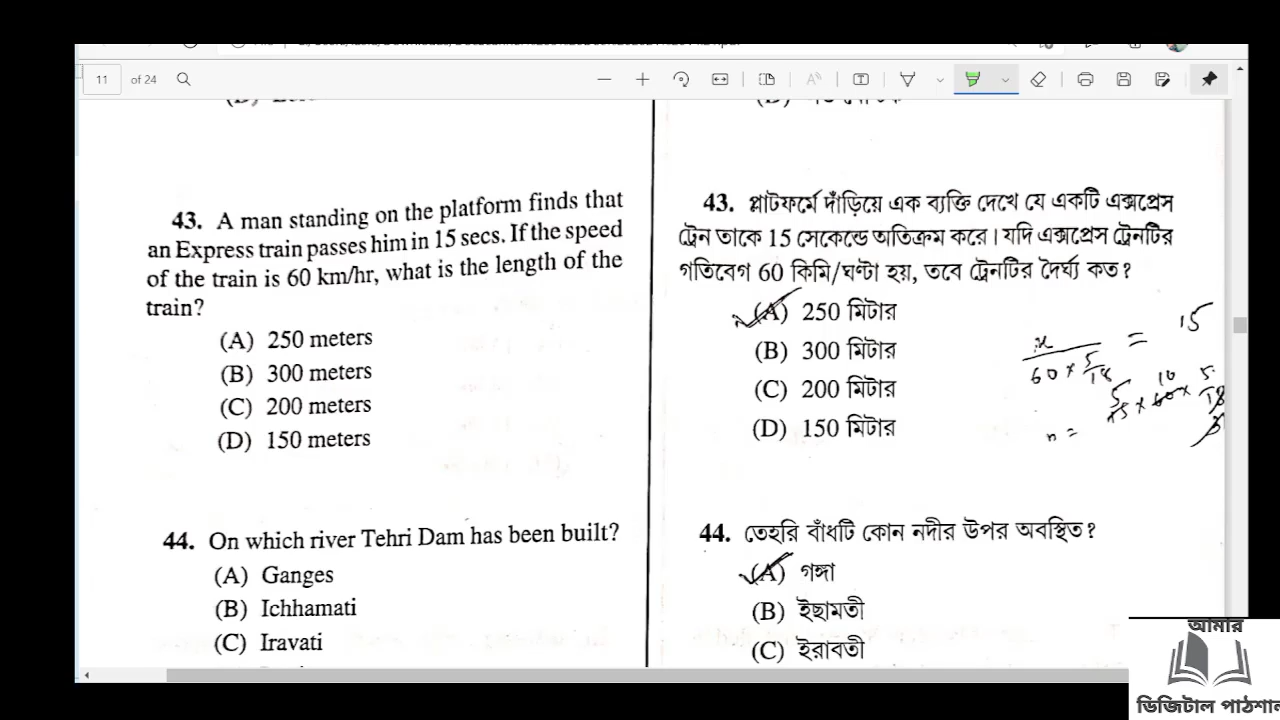 11 of 24
43. A man standing on the platform finds that
an Express train passes him in 15 secs. If the speed
of the train is 60 km/hr, what is the length of the
train?
(A) 250 meters
(B) 300 meters
(C) 200 meters
(D) 150 meters
44. On which river Tehri Dam has been built?
(A) Ganges
(B) Ichhamati
(C) Iravati
43. প্লাটফর্মে দাঁড়িয়ে এক ব্যক্তি দেখে যে একটি এক্সপ্রেস
ট্রেন তাকে 15 সেকেন্ডে অতিক্রম করে। যদি এক্সপ্রেস ট্রেনটির
গতিবেগ 60 কিমি/ঘণ্টা হয়, তবে ট্রেনটির দৈর্ঘ্য কত?
(A) 250 মিটার
(B) 300 মিটার
(C) 200 মিটার
(D) 150 মিটার
x / 60 × 5/18 = 15
44. তেহরি বাঁধটি কোন নদীর উপর অবস্থিত?
(A) গঙ্গা
(B) ইছামতী
(C) ইরাবতী
আমার
ডিজিটাল